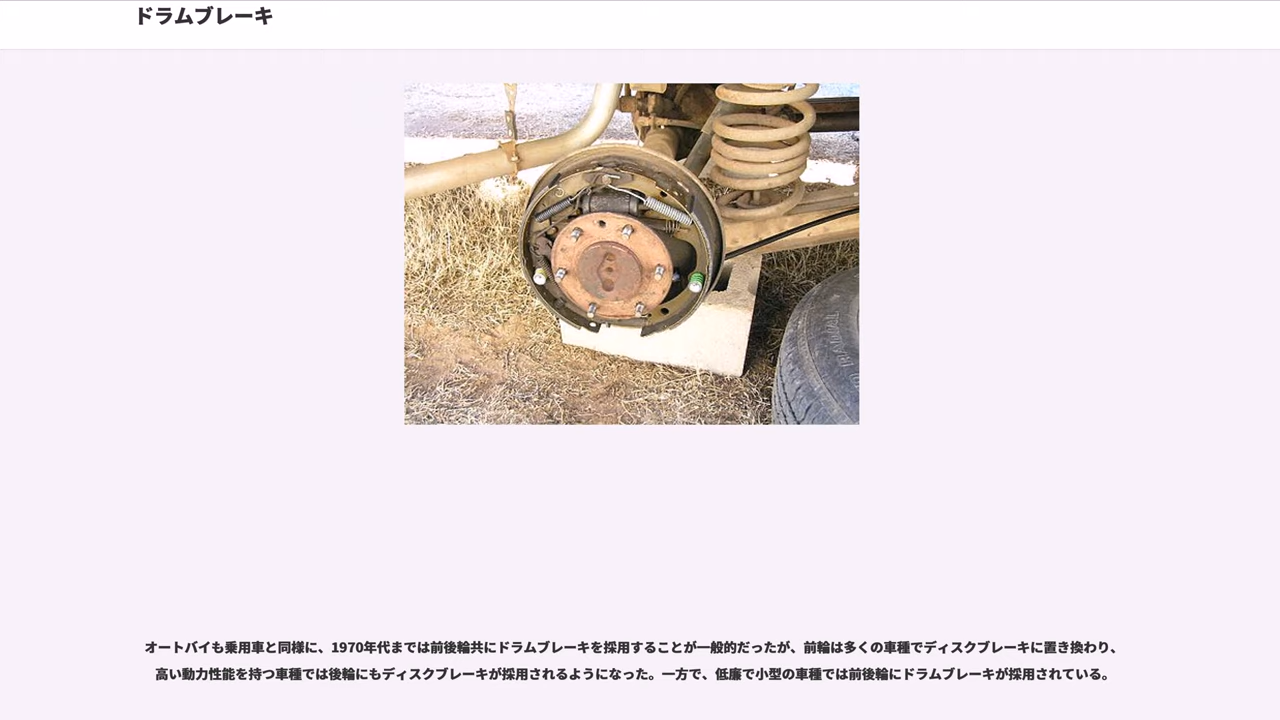 ドラムブレーキ
オートバイも乗用車と同様に、1970年代までは前後輪共にドラムブレーキを採用することが一般的だったが、前輪は多くの車種でディスクブレーキに置き換わり、
高い動力性能を持つ車種では後輪にもディスクブレーキが採用されるようになった。一方で、低廉で小型の車種では前後輪にドラムブレーキが採用されている。